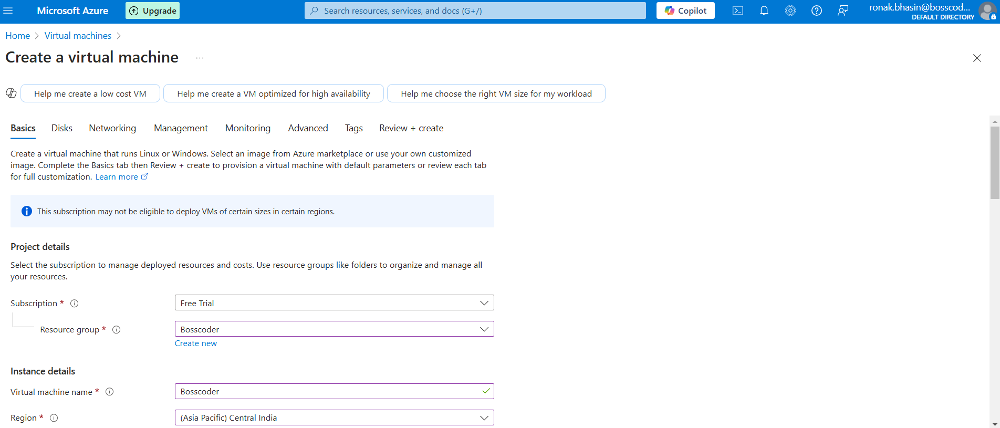 Microsoft Azure
Upgrade
Search resources, services, and docs (G+/)
Copilot
ronak.bhasin@bosscod...
DEFAULT DIRECTORY
Home > Virtual machines >
Create a virtual machine ...
Help me create a low cost VM
Help me create a VM optimized for high availability
Help me choose the right VM size for my workload
Basics Disks Networking Management Monitoring Advanced Tags Review + create
Create a virtual machine that runs Linux or Windows. Select an image from Azure marketplace or use your own customized
image. Complete the Basics tab then Review + create to provision a virtual machine with default parameters or review each tab
for full customization. Learn more
This subscription may not be eligible to deploy VMs of certain sizes in certain regions.
Project details
Select the subscription to manage deployed resources and costs. Use resource groups like folders to organize and manage all
your resources.
Subscription * Free Trial
Resource group * Bosscoder
Create new
Instance details
Virtual machine name * Bosscoder
Region * (Asia Pacific) Central India